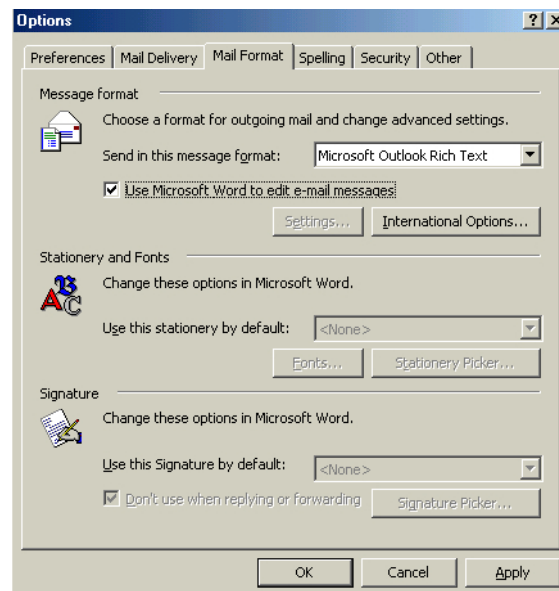 Options
Preferences Mail Delivery Mail Format Spelling Security Other
Message format
Choose a format for outgoing mail and change advanced settings.
Send in this message format: Microsoft Outlook Rich Text
Use Microsoft Word to edit e-mail messages
Settings... International Options...
Stationery and Fonts
Change these options in Microsoft Word.
Use this stationery by default: <None>
Fonts... Stationery Picker...
Signature
Change these options in Microsoft Word.
Use this Signature by default: <None>
Don't use when replying or forwarding Signature Picker...
OK Cancel Apply